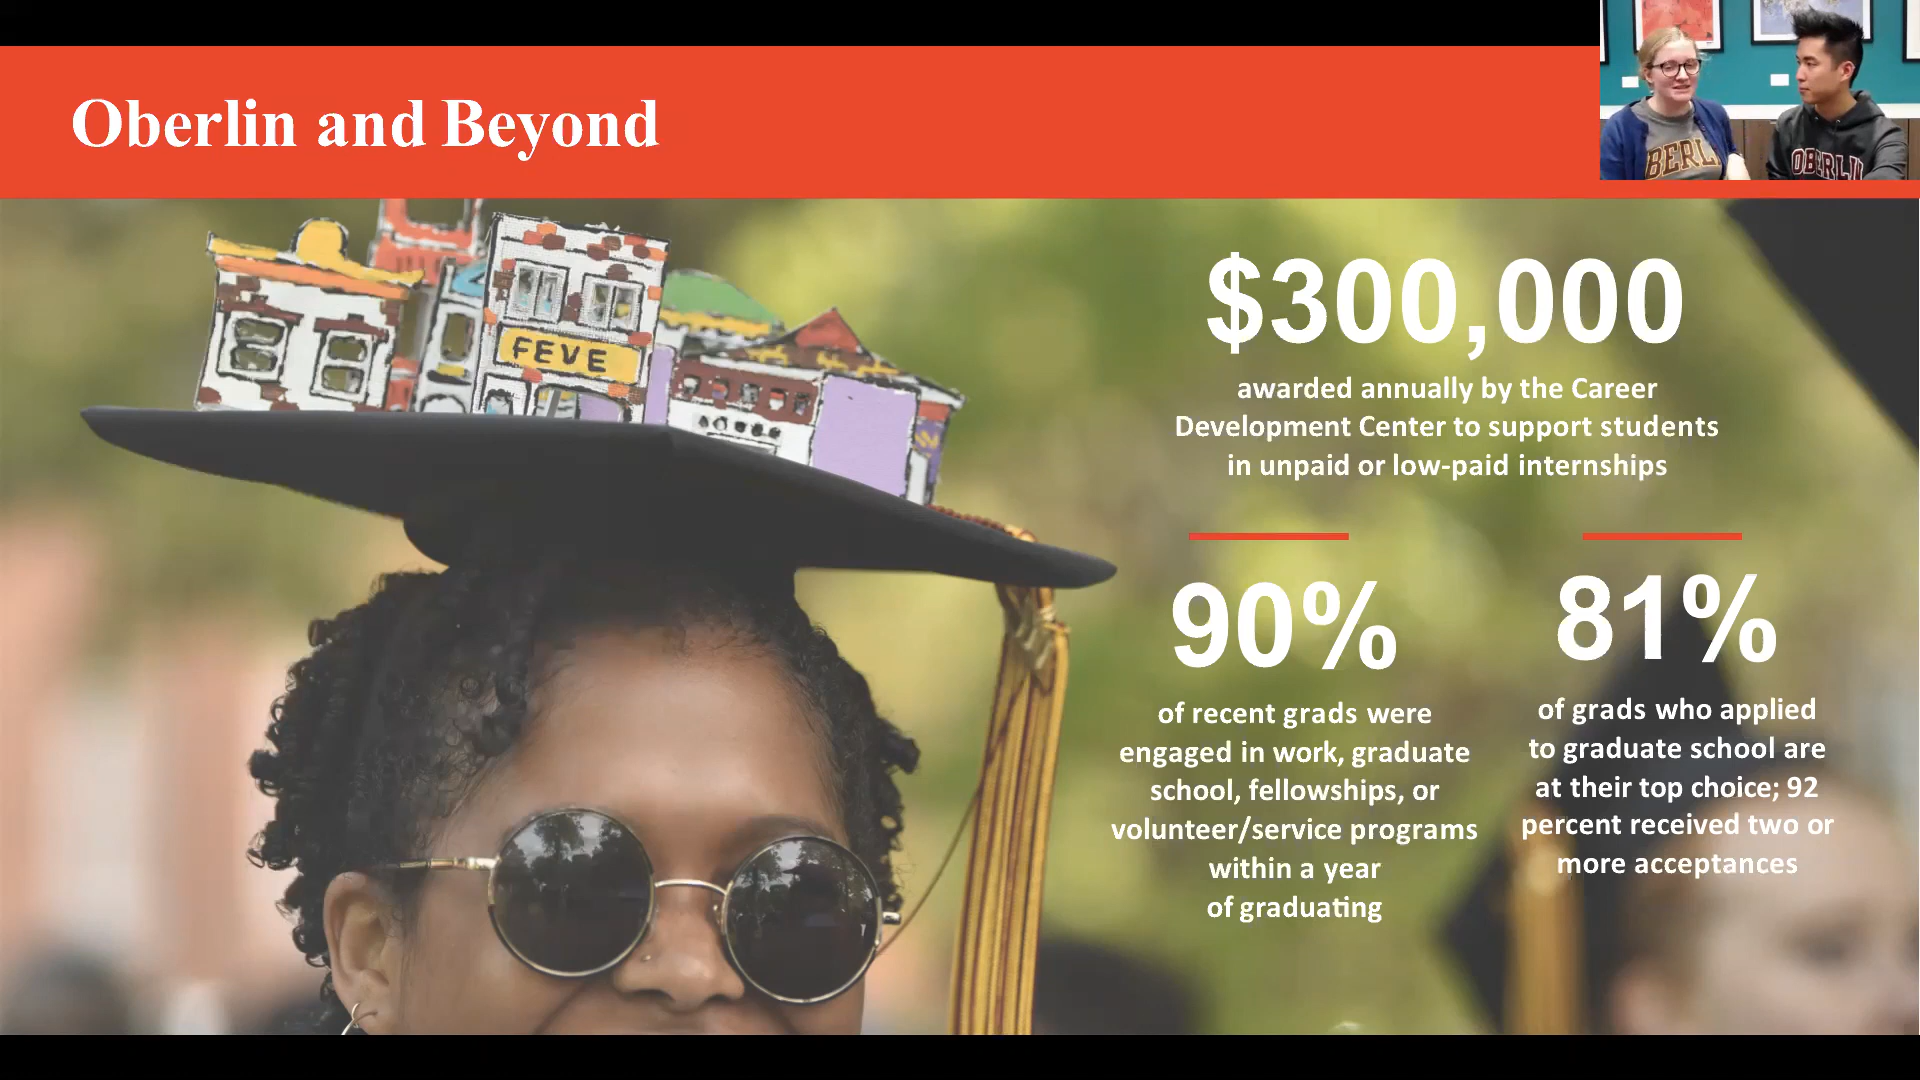 Oberlin and Beyond
BERL
OBERLI
FEVE
$300,000
awarded annually by the Career
Development Center to support students
in unpaid or low-paid internships
90%
of recent grads were
engaged in work, graduate
school, fellowships, or
volunteer/service programs
within a year
of graduating
81%
of grads who applied
to graduate school are
at their top choice; 92
percent received two or
more acceptances